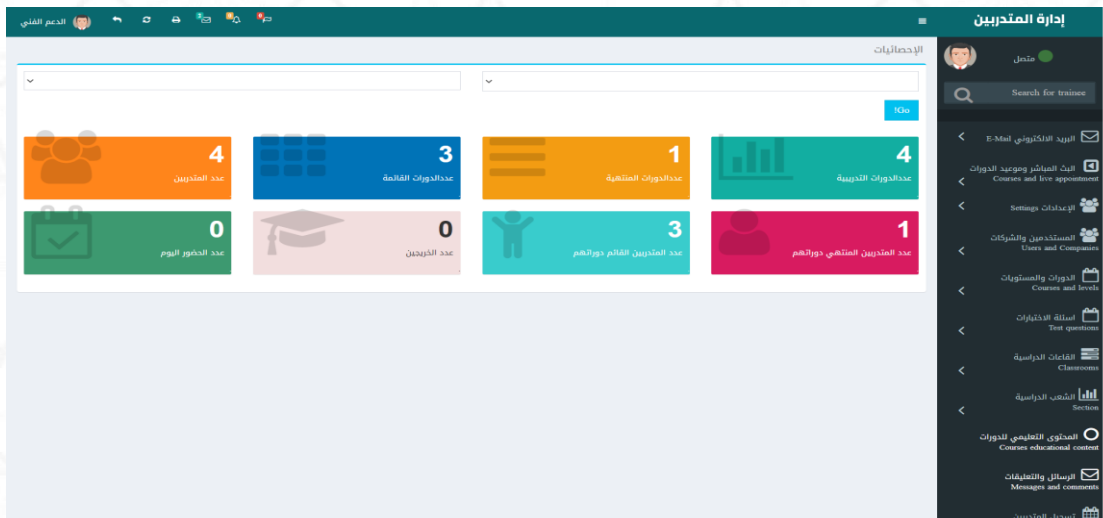 إدارة المتدربين
الدعم الفني
متصل
Search for trainee
البريد الالكتروني E-Mail
البث المباشر وموعيد الدورات
Courses and live appointment
الإعدادات Settings
المستخدمين والشركات
Users and Companies
الدورات والمستويات
Courses and levels
اسئلة الاختبارات
Test questions
القاعات الدراسية
Classrooms
الشعب الدراسية
Section
المحتوى التعليمي للدورات
Courses educational content
الرسائل والتعليقات
Messages and comments
تسجيل المتدربين
الإحصائيات
Go!
4
عددالدورات التدريبية
1
عددالدورات المنتهية
3
عددالدورات القائمة
4
عدد المتدربين
1
عدد المتدربين المنتهي دوراتهم
3
عدد المتدربين القائم دوراتهم
0
عدد الخريجين
0
عدد الحضور اليوم